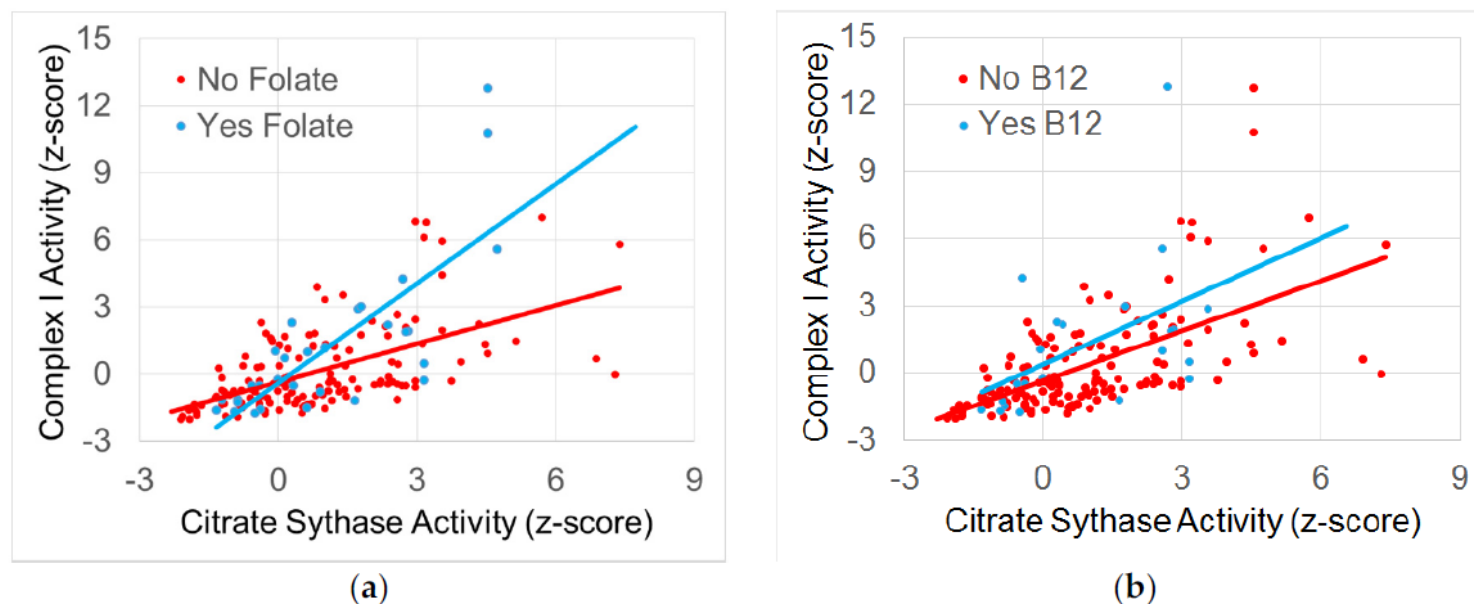 Complex I Activity (z-score)
15
12
9
6
3
0
-3
No Folate
Yes Folate
-3 0 3 6 9
Citrate Sythase Activity (z-score)
(a)
Complex I Activity (z-score)
15
12
9
6
3
0
-3
No B12
Yes B12
-3 0 3 6 9
Citrate Sythase Activity (z-score)
(b)